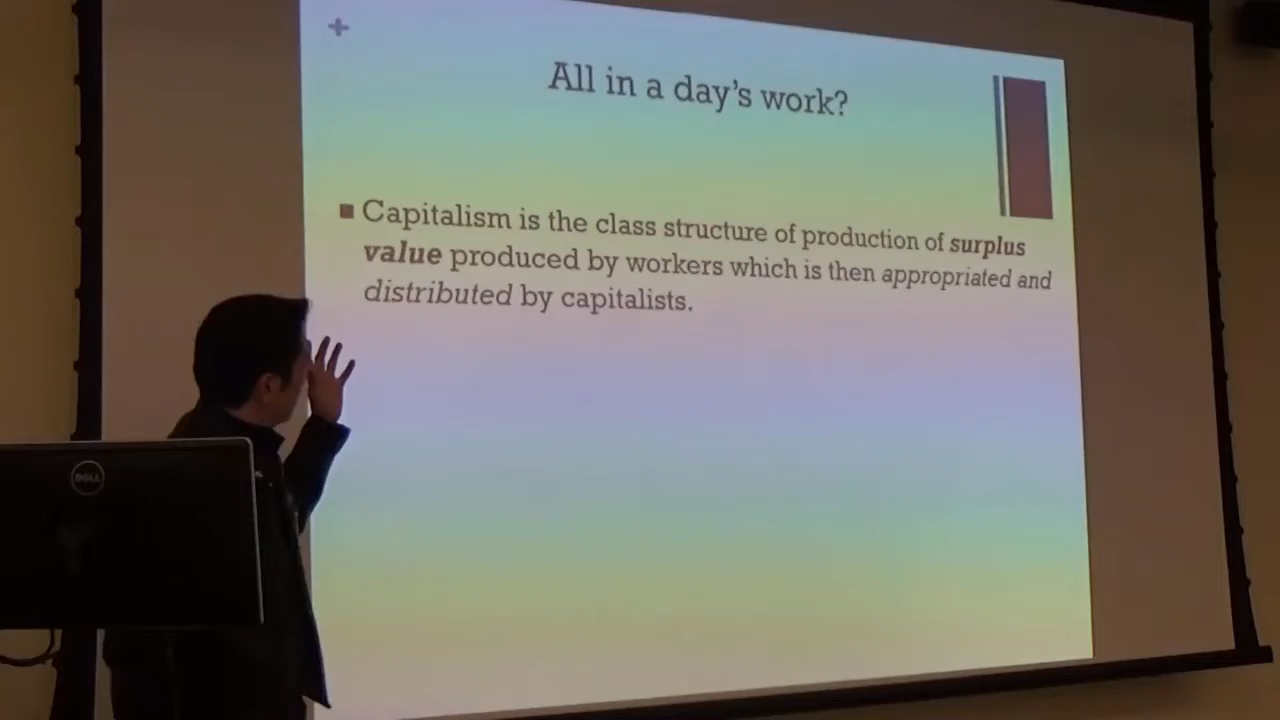 +
All in a day's work?
■ Capitalism is the class structure of production of surplus
value produced by workers which is then appropriated and
distributed by capitalists.
DELL